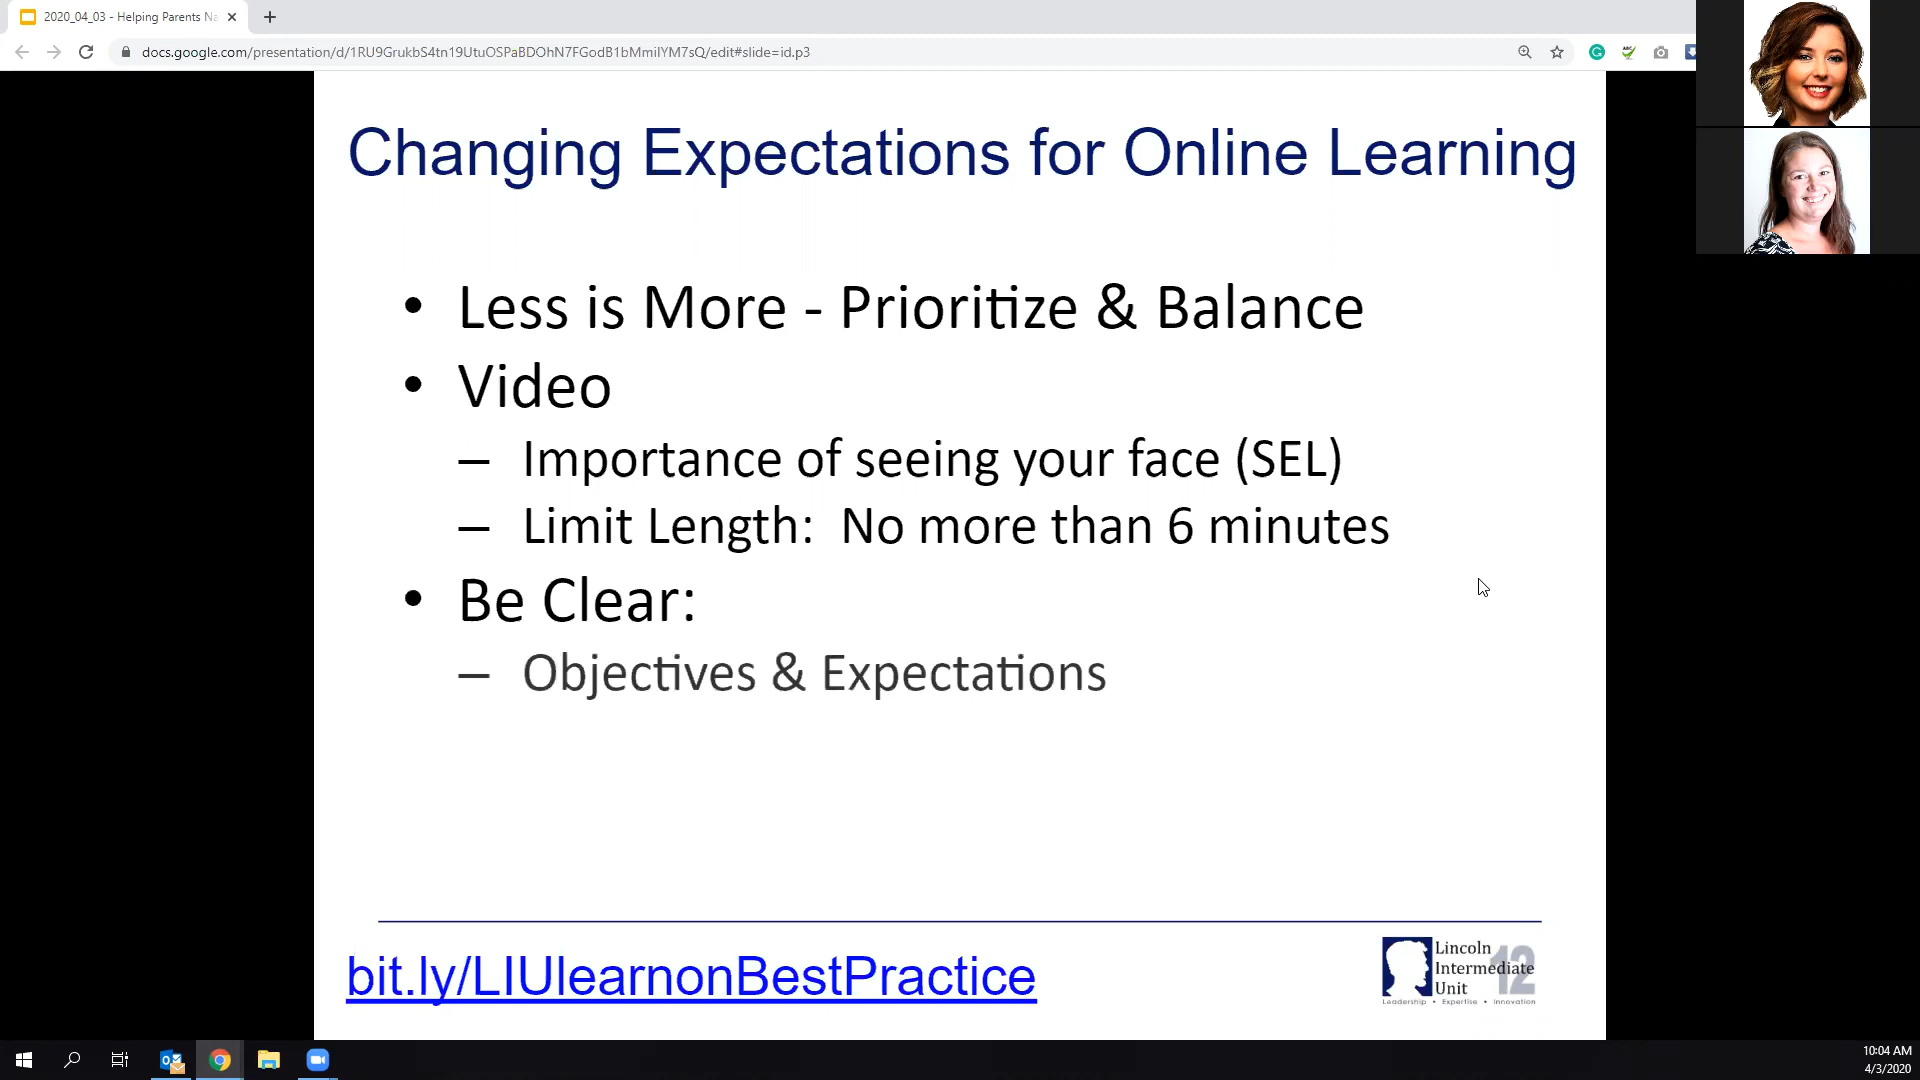 2020_04_03 - Helping Parents Na
docs.google.com/presentation/d/1RU9GrukbS4tn19UtuOSPaBDOhN7FGodB1bMmilYM7sQ/edit#slide=id.p3
Changing Expectations for Online Learning
• Less is More - Prioritize & Balance
• Video
– Importance of seeing your face (SEL)
– Limit Length: No more than 6 minutes
• Be Clear:
– Objectives & Expectations
bit.ly/LIUlearnonBestPractice
Lincoln
Intermediate
Unit 12
Leadership • Expertise • Innovation
10:04 AM
4/3/2020